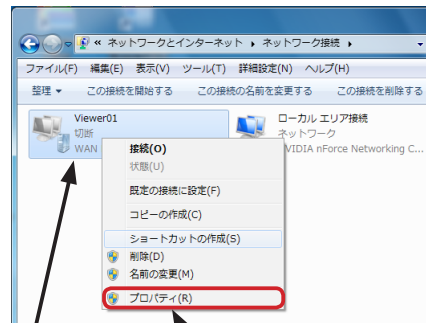 « ネットワークとインターネット ▸ ネットワーク接続 ▸
ファイル(F) 編集(E) 表示(V) ツール(T) 詳細設定(N) ヘルプ(H)
整理 ▼ この接続を開始する この接続の名前を変更する この接続を削除する
Viewer01
切断
WAN
ローカル エリア接続
ネットワーク
VIDIA nForce Networking C...
接続(O)
状態(U)
既定の接続に設定(F)
コピーの作成(C)
ショートカットの作成(S)
削除(D)
名前の変更(M)
プロパティ(R)